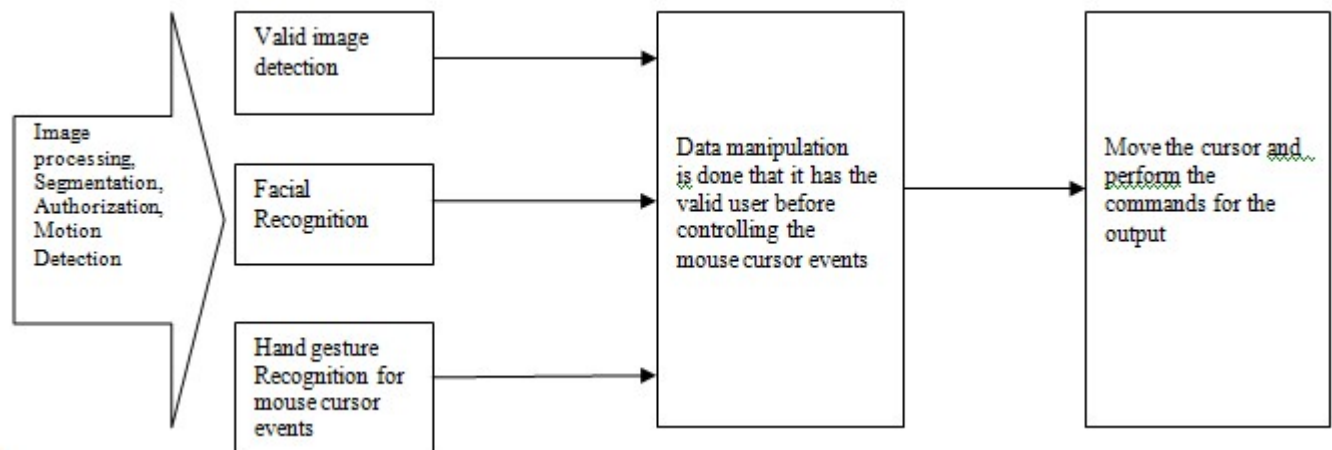 Image
processing,
Segmentation,
Authorization,
Motion
Detection
Valid image
detection
Facial
Recognition
Hand gesture
Recognition for
mouse cursor
events
Data manipulation
is done that it has the
valid user before
controlling the
mouse cursor events
Move the cursor and
perform the
commands for the
output